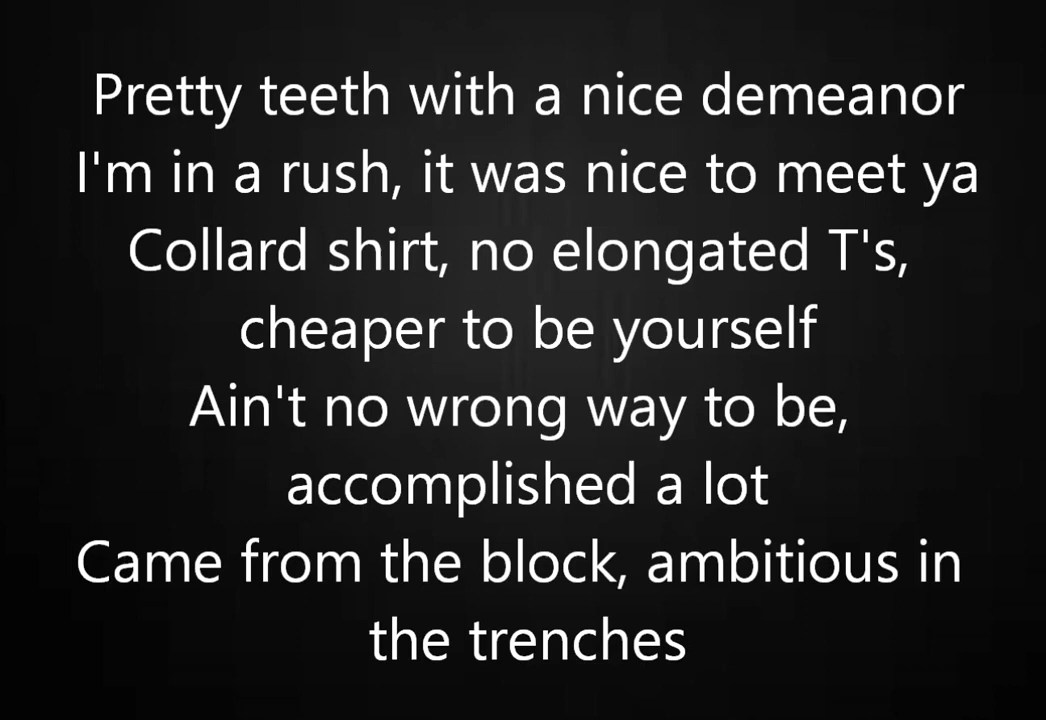 Pretty teeth with a nice demeanor
I'm in a rush, it was nice to meet ya
Collard shirt, no elongated T's,
cheaper to be yourself
Ain't no wrong way to be,
accomplished a lot
Came from the block, ambitious in
the trenches